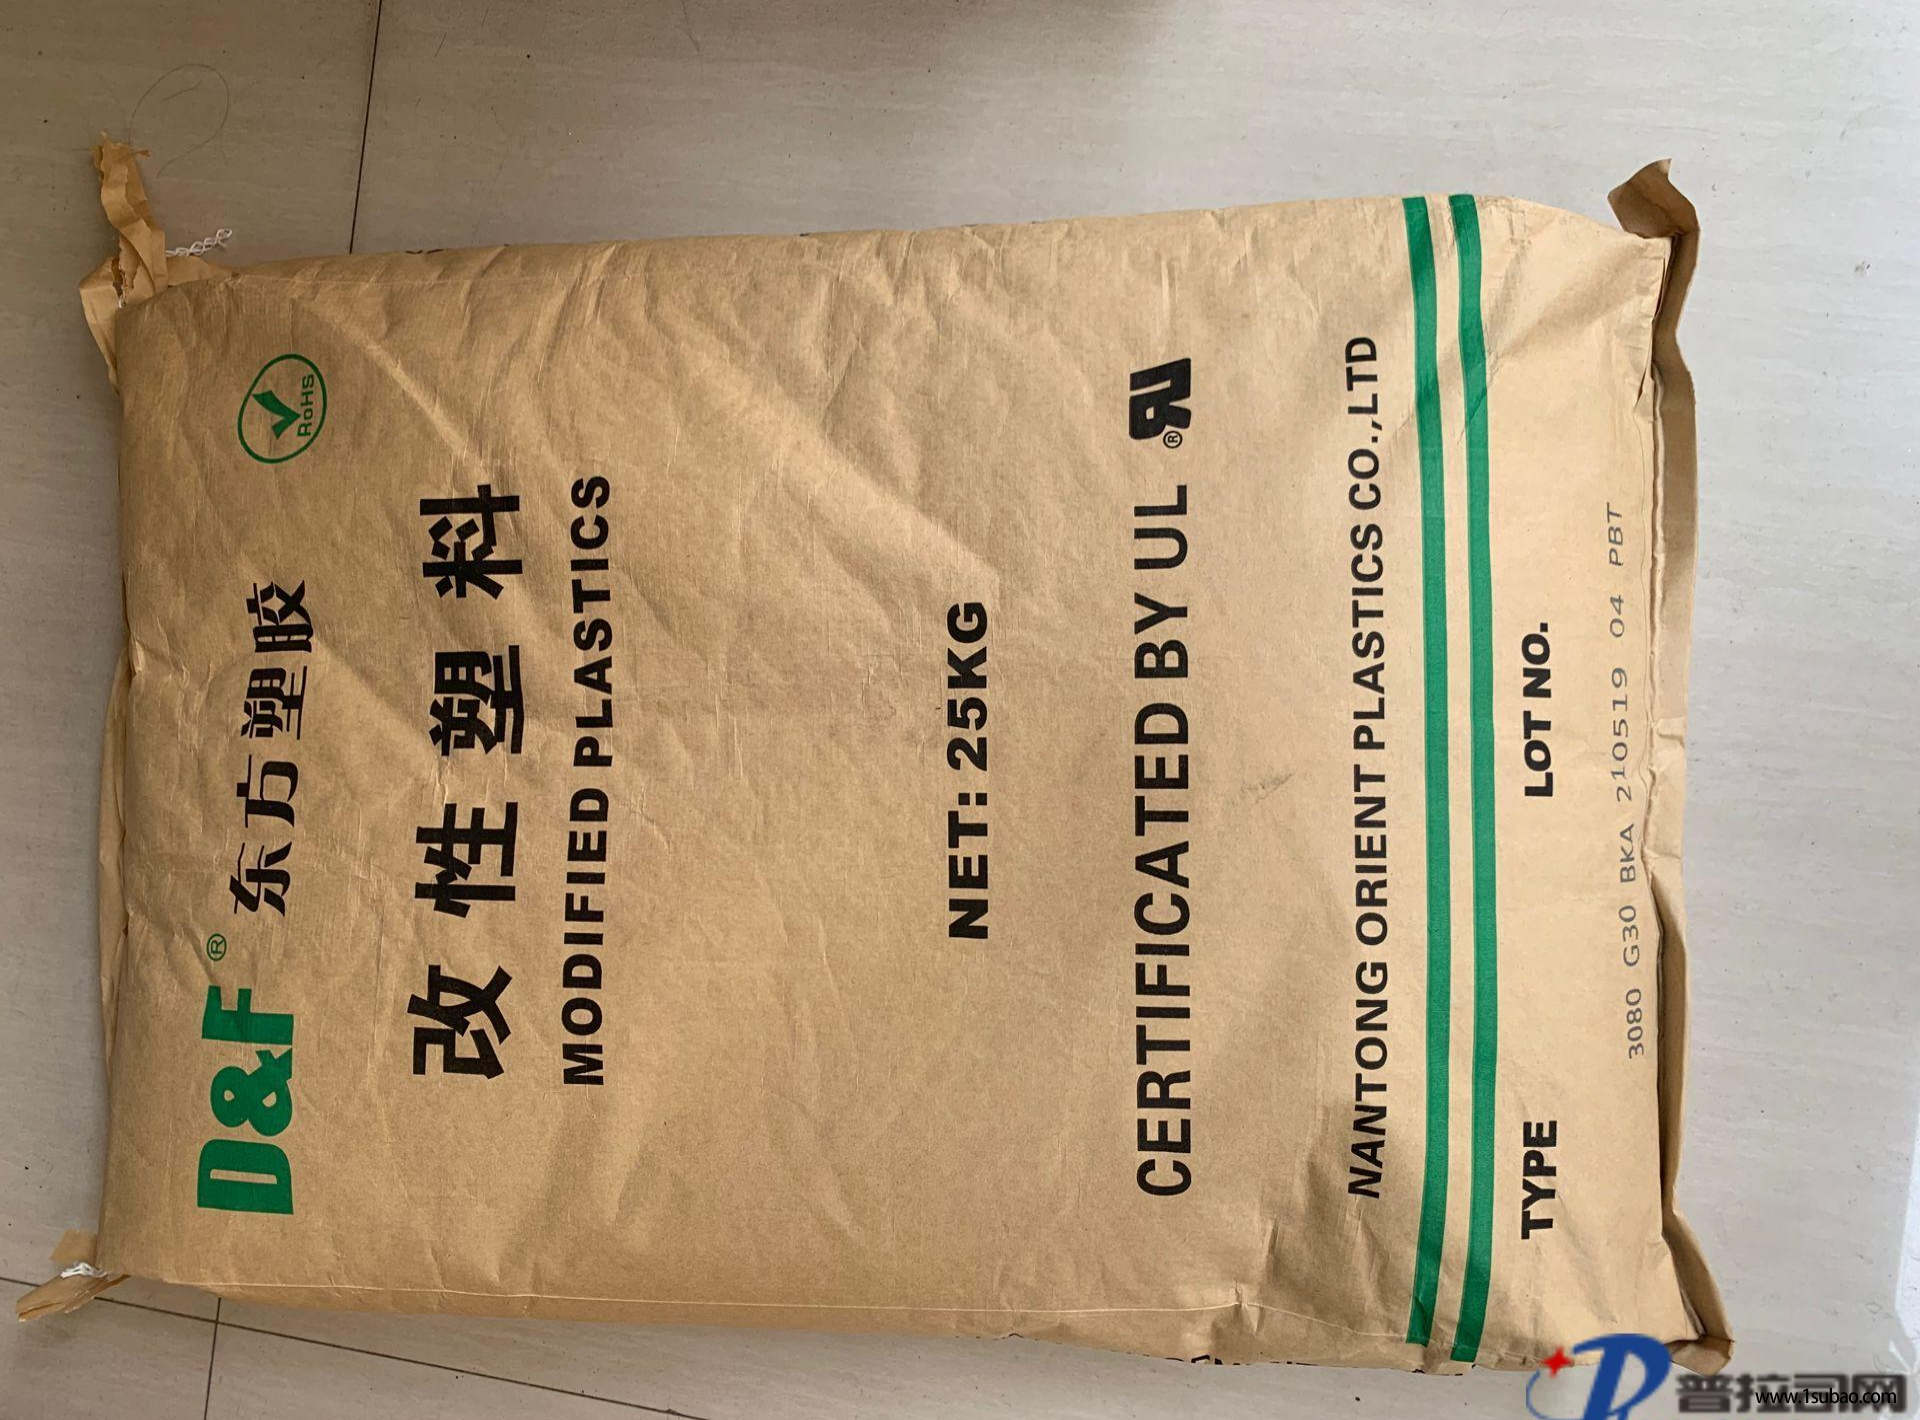 D&F® 东方塑胶
RoHS
改性塑料
MODIFIED PLASTICS
NET: 25KG
CERTIFICATED BY UL ®
NANTONG ORIENT PLASTICS CO.,LTD
TYPE LOT NO.
3080 G30 BKA 210519 04 PBT
普拉司网
www.1subao.com